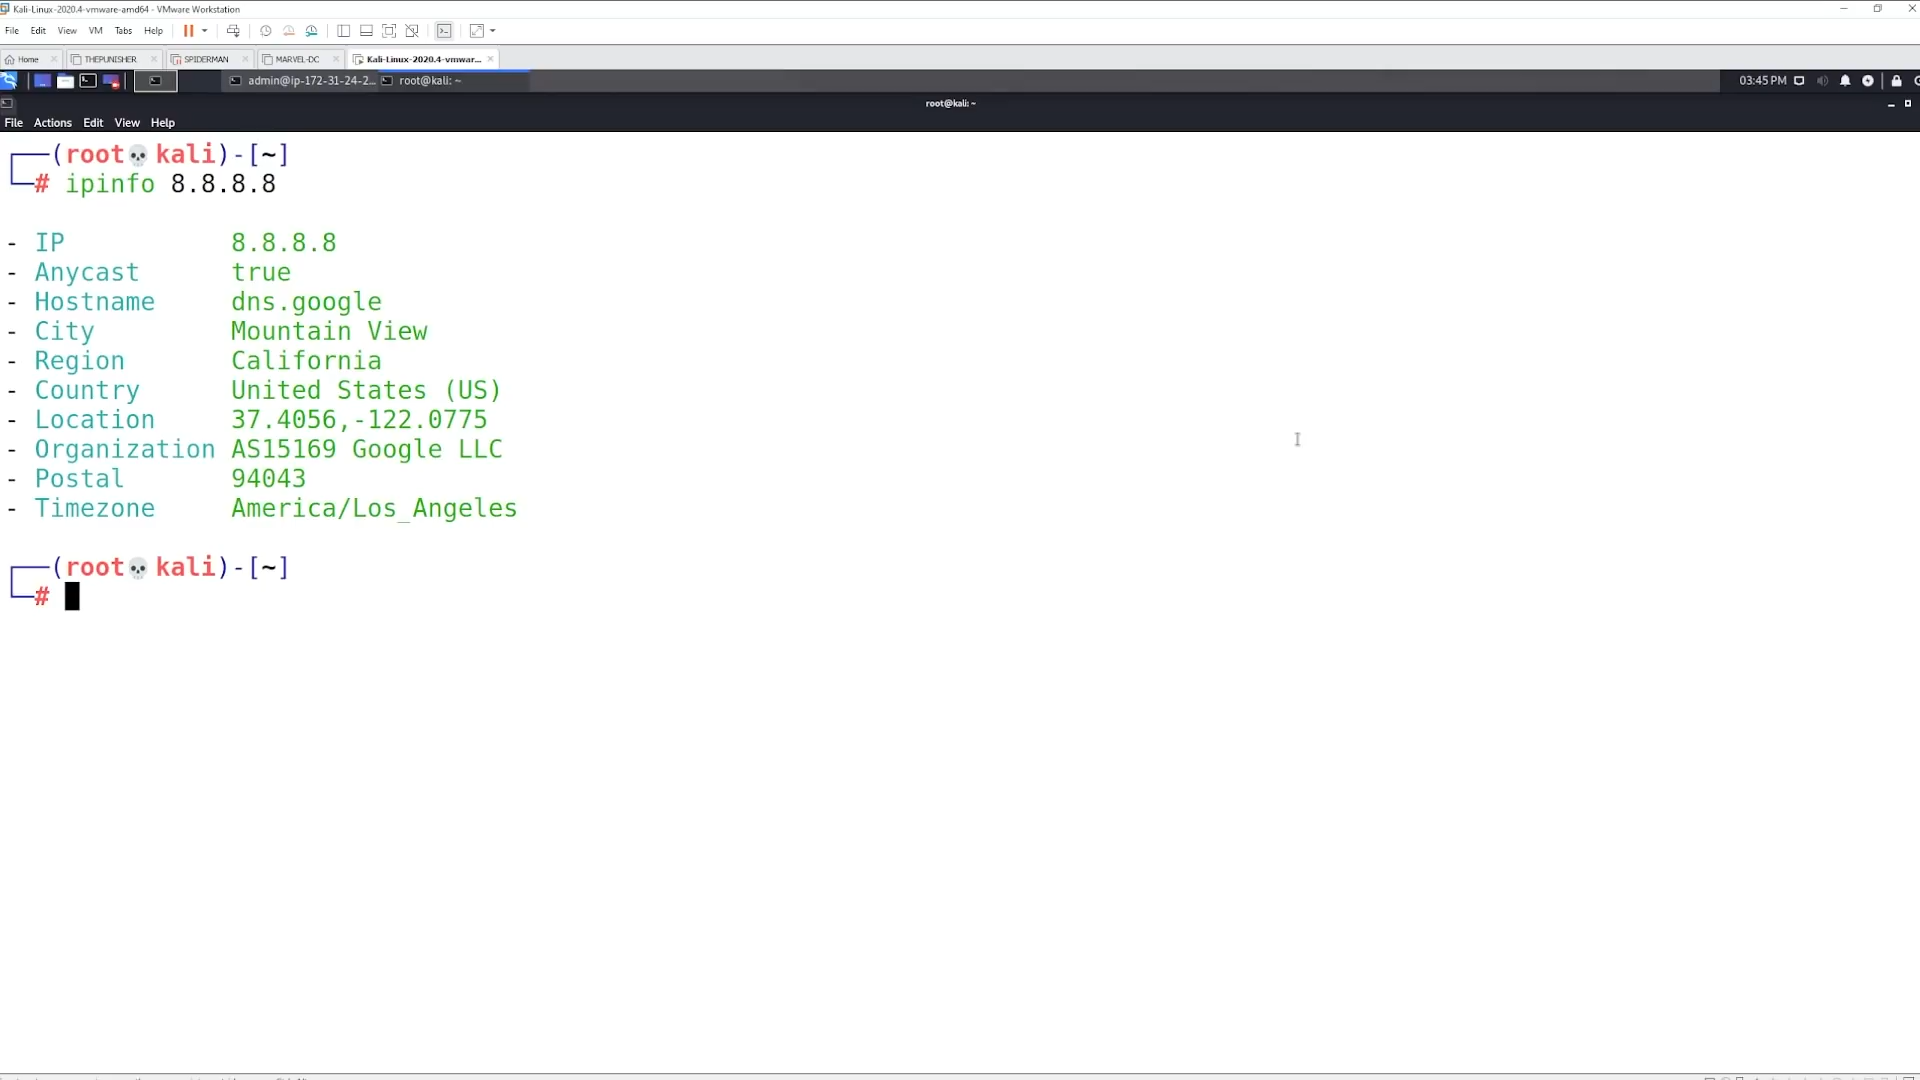 Kali-Linux-2020.4-vmware-amd64 - VMware Workstation
File Edit View VM Tabs Help
Home THEPUNISHER SPIDERMAN MARVEL-DC Kali-Linux-2020.4-vmwar...
admin@ip-172-31-24-2... root@kali: ~ 03:45 PM
root@kali: ~
File Actions Edit View Help
(root💀kali)-[~]
# ipinfo 8.8.8.8
- IP 8.8.8.8
- Anycast true
- Hostname dns.google
- City Mountain View
- Region California
- Country United States (US)
- Location 37.4056,-122.0775
- Organization AS15169 Google LLC
- Postal 94043
- Timezone America/Los_Angeles
(root💀kali)-[~]
#